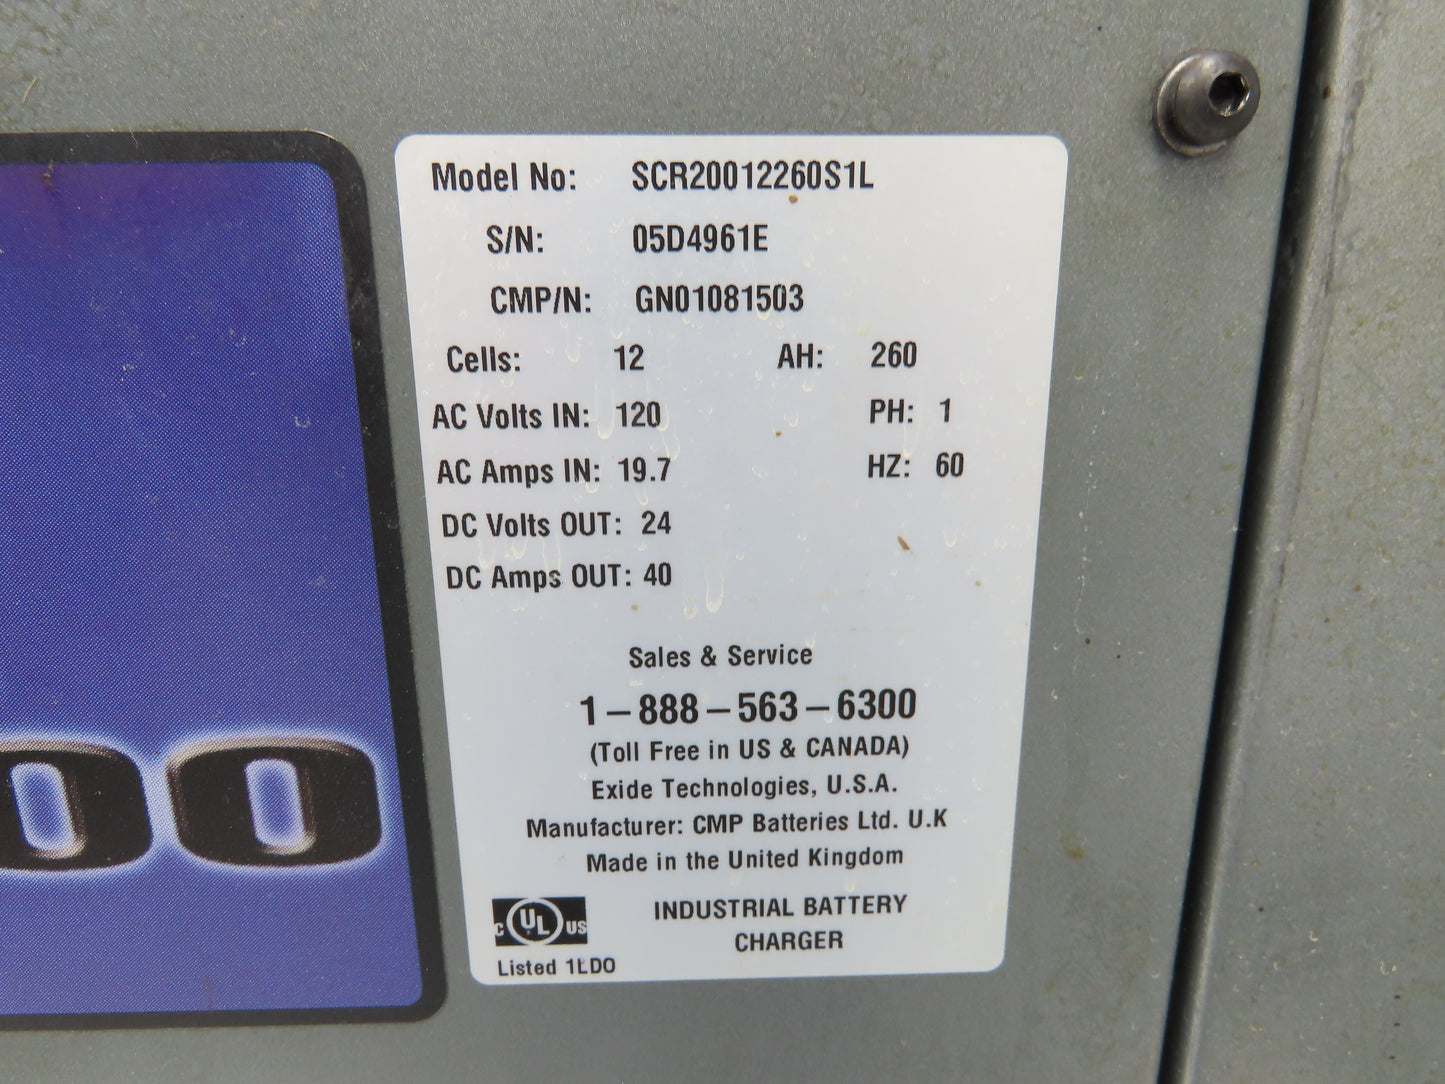 Model No: SCR20012260S1L
S/N: 05D4961E
CMP/N: GN01081503
Cells: 12 AH: 260
AC Volts IN: 120 PH: 1
AC Amps IN: 19.7 HZ: 60
DC Volts OUT: 24
DC Amps OUT: 40
Sales & Service
1-888-563-6300
(Toll Free in US & CANADA)
Exide Technologies, U.S.A.
Manufacturer: CMP Batteries Ltd. U.K
Made in the United Kingdom
INDUSTRIAL BATTERY
CHARGER
C UL US
Listed 1LDO
00